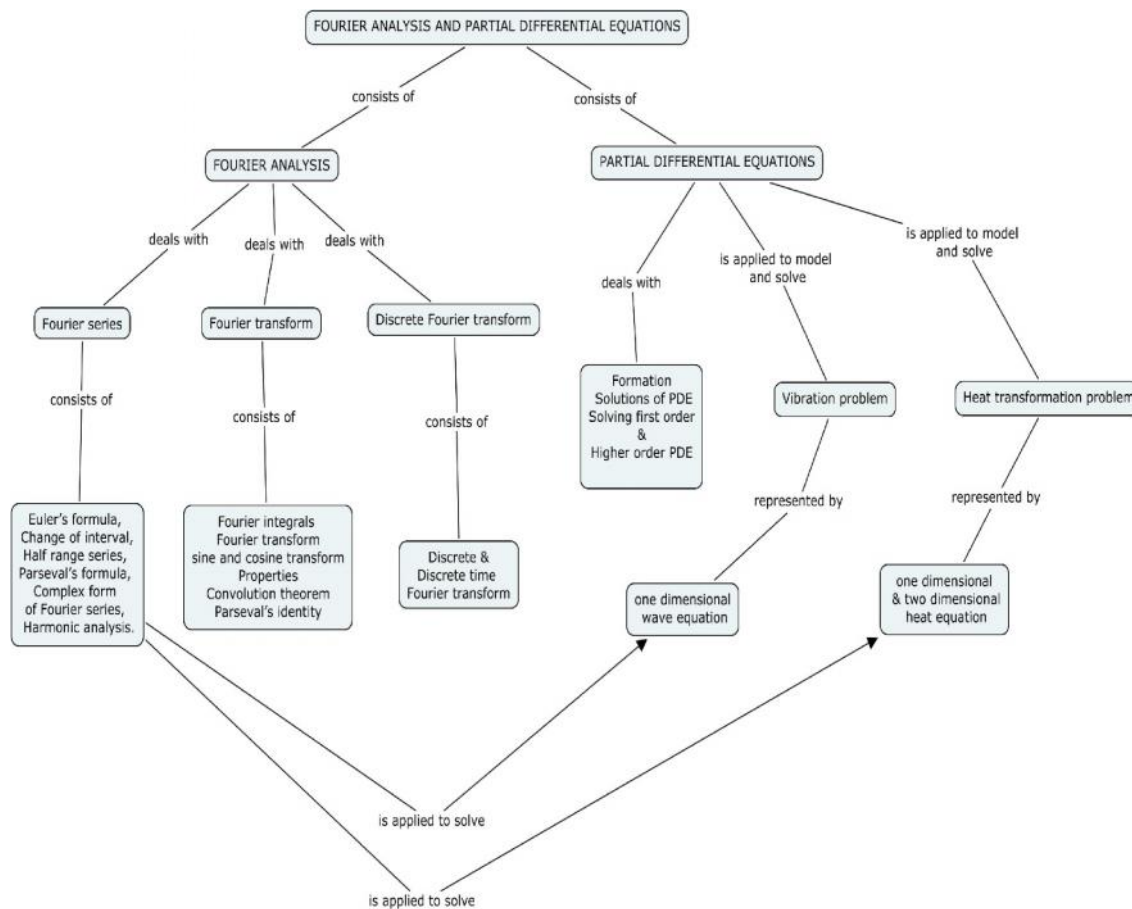 FOURIER ANALYSIS AND PARTIAL DIFFERENTIAL EQUATIONS
consists of
consists of
FOURIER ANALYSIS
PARTIAL DIFFERENTIAL EQUATIONS
deals with
deals with
deals with
deals with
is applied to model
and solve
is applied to model
and solve
Fourier series
Fourier transform
Discrete Fourier transform
consists of
consists of
consists of
Formation
Solutions of PDE
Solving first order
&
Higher order PDE
Vibration problem
Heat transformation problem
represented by
represented by
Euler's formula,
Change of interval,
Half range series,
Parseval's formula,
Complex form
of Fourier series,
Harmonic analysis.
Fourier integrals
Fourier transform
sine and cosine transform
Properties
Convolution theorem
Parseval's identity
Discrete &
Discrete time
Fourier transform
one dimensional
wave equation
one dimensional
& two dimensional
heat equation
is applied to solve
is applied to solve